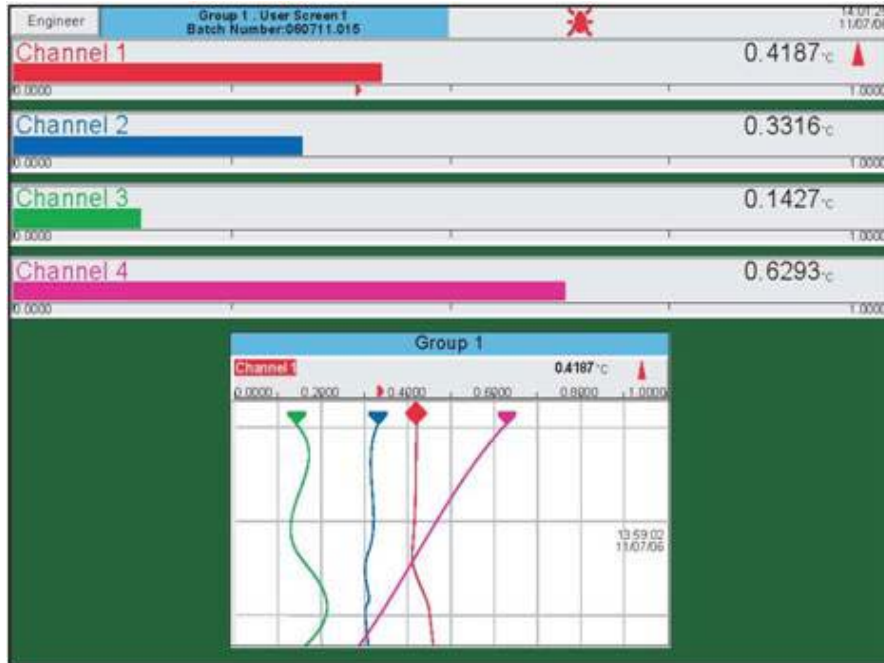 Engineer
Group 1 . User Screen 1
Batch Number:060711.015
11/07/06
Channel 1
0.4187 °C
0.0000 1.0000
Channel 2
0.3316 °C
0.0000 1.0000
Channel 3
0.1427 °C
0.0000 1.0000
Channel 4
0.6293 °C
0.0000 1.0000
Group 1
Channel 1 0.4187 °C
0.0000 0.2000 0.4000 0.6000 0.8000 1.0000
13:59:02
11/07/06